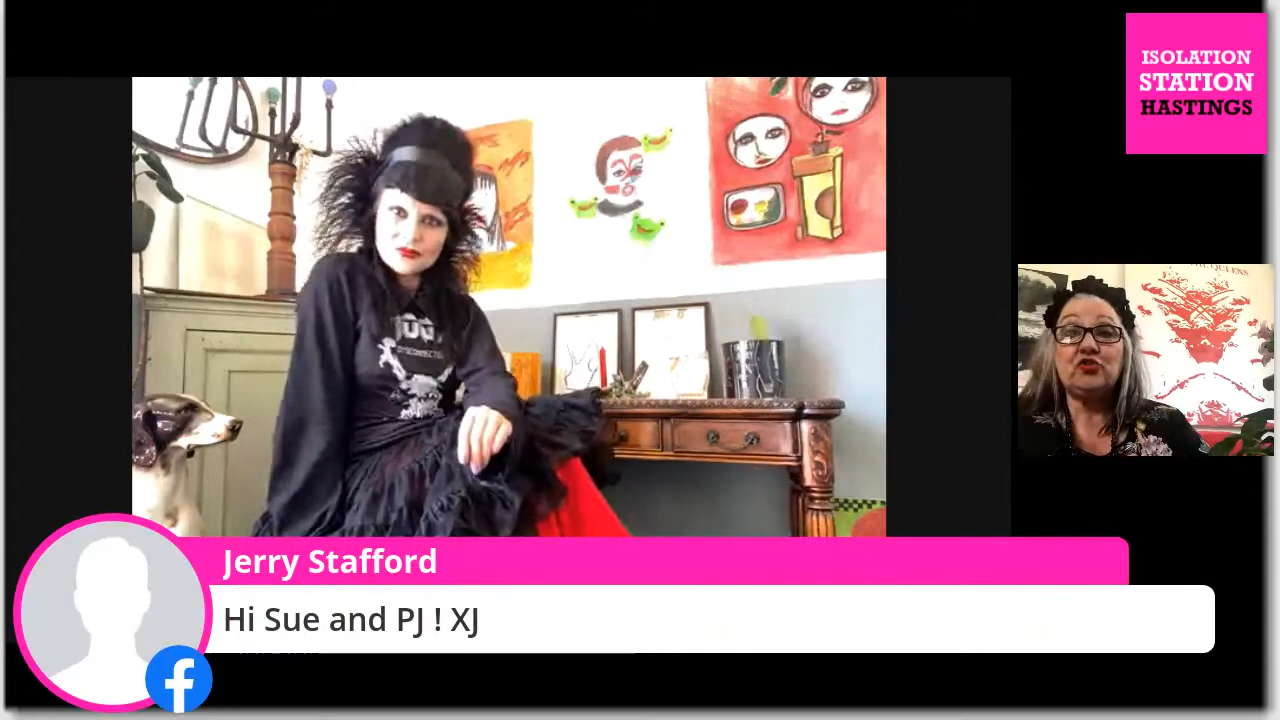 ISOLATION
STATION
HASTINGS
Jerry Stafford
Hi Sue and PJ ! XJ